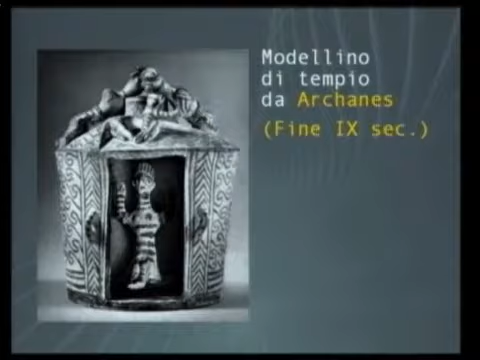 Modellino
di tempio
da Archanes
(Fine IX sec.)